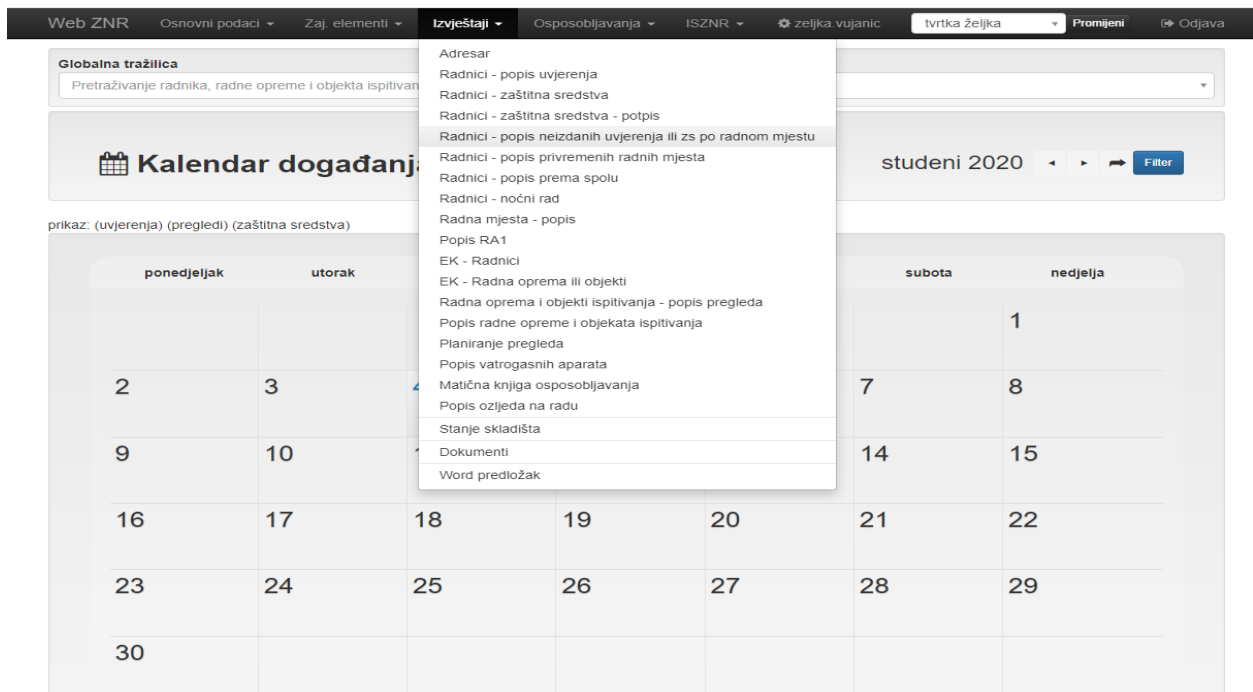 Web ZNR Osnovni podaci Zaj. elementi Izvještaji Osposobljavanja ISZNR zeljka.vujanic tvrtka željka Promijeni Odjava
Globalna tražilica
Pretraživanje radnika, radne opreme i objekta
Adresar
Radnici - popis uvjerenja
Radnici - zaštitna sredstva
Radnici - zaštitna sredstva - potpis
Radnici - popis neizdanih uvjerenja ili zs po radnom mjestu
Radnici - popis privremenih radnih mjesta
Radnici - popis prema spolu
Radnici - noćni rad
Radna mjesta - popis
Popis RA1
EK - Radnici
EK - Radna oprema ili objekti
Radna oprema i objekti ispitivanja - popis pregleda
Popis radne opreme i objekata ispitivanja
Planiranje pregleda
Popis vatrogasnih aparata
Matična knjiga osposobljavanja
Popis ozljeda na radu
Stanje skladišta
Dokumenti
Word predložak
Kalendar događanja studeni 2020 Filter
prikaz: (uvjerenja) (pregledi) (zaštitna sredstva)
ponedjeljak utorak subota nedjelja
1
2 3 7 8
9 10 14 15
16 17 18 19 20 21 22
23 24 25 26 27 28 29
30